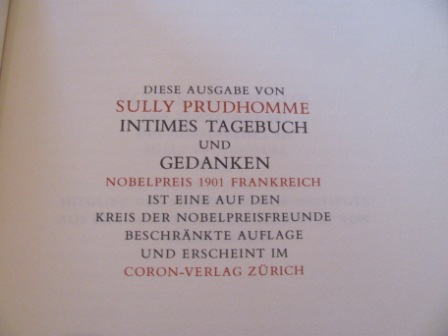 DIESE AUSGABE VON
SULLY PRUDHOMME
INTIMES TAGEBUCH
UND
GEDANKEN
NOBELPREIS 1901 FRANKREICH
IST EINE AUF DEN
KREIS DER NOBELPREISFREUNDE
BESCHRÄNKTE AUFLAGE
UND ERSCHEINT IM
CORON-VERLAG ZÜRICH